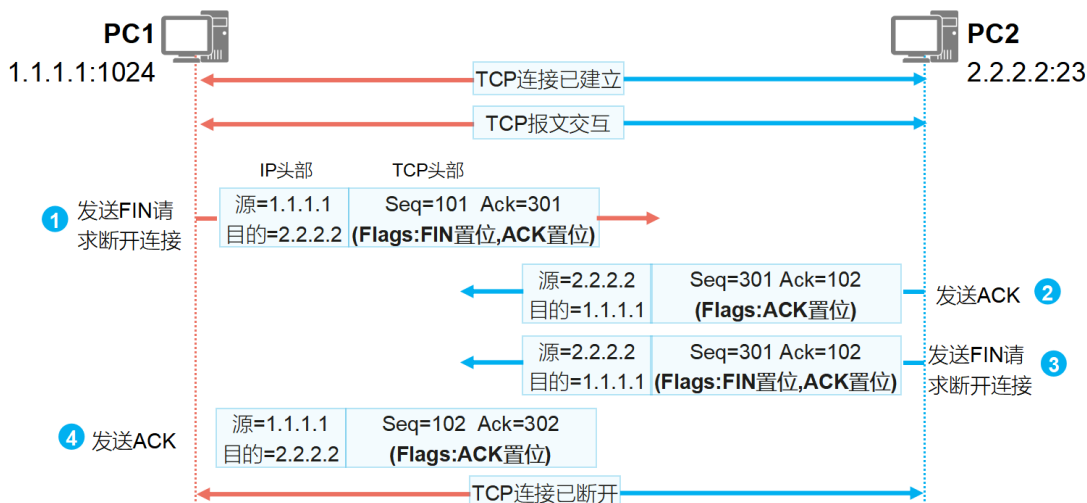 PC1
1.1.1.1:1024
PC2
2.2.2.2:23
TCP连接已建立
TCP报文交互
IP头部
TCP头部
1
发送FIN请
求断开连接
源=1.1.1.1
目的=2.2.2.2
Seq=101 Ack=301
(Flags:FIN置位,ACK置位)
源=2.2.2.2
目的=1.1.1.1
Seq=301 Ack=102
(Flags:ACK置位)
发送ACK
2
源=2.2.2.2
目的=1.1.1.1
Seq=301 Ack=102
(Flags:FIN置位,ACK置位)
发送FIN请
求断开连接
3
4
发送ACK
源=1.1.1.1
目的=2.2.2.2
Seq=102 Ack=302
(Flags:ACK置位)
TCP连接已断开